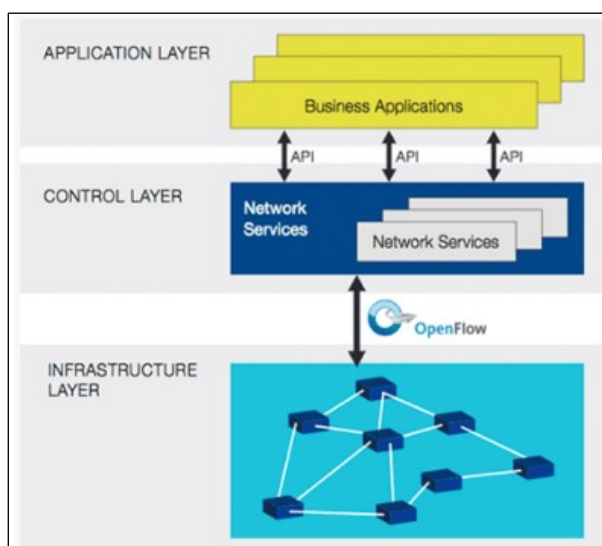 APPLICATION LAYER
Business Applications
API
API
API
CONTROL LAYER
Network
Services
Network Services
OpenFlow
INFRASTRUCTURE
LAYER